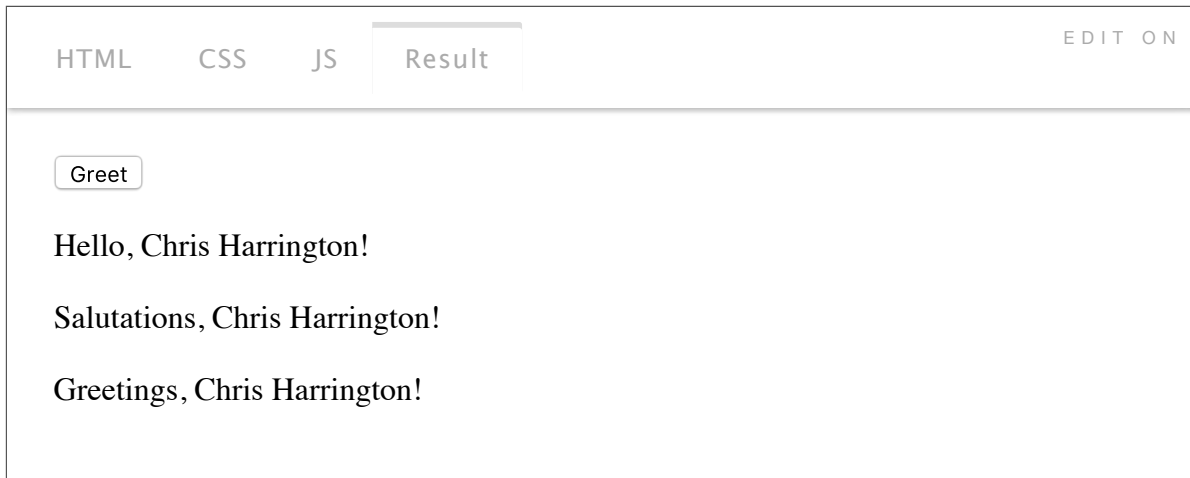 HTML CSS JS Result EDIT ON
Greet
Hello, Chris Harrington!
Salutations, Chris Harrington!
Greetings, Chris Harrington!